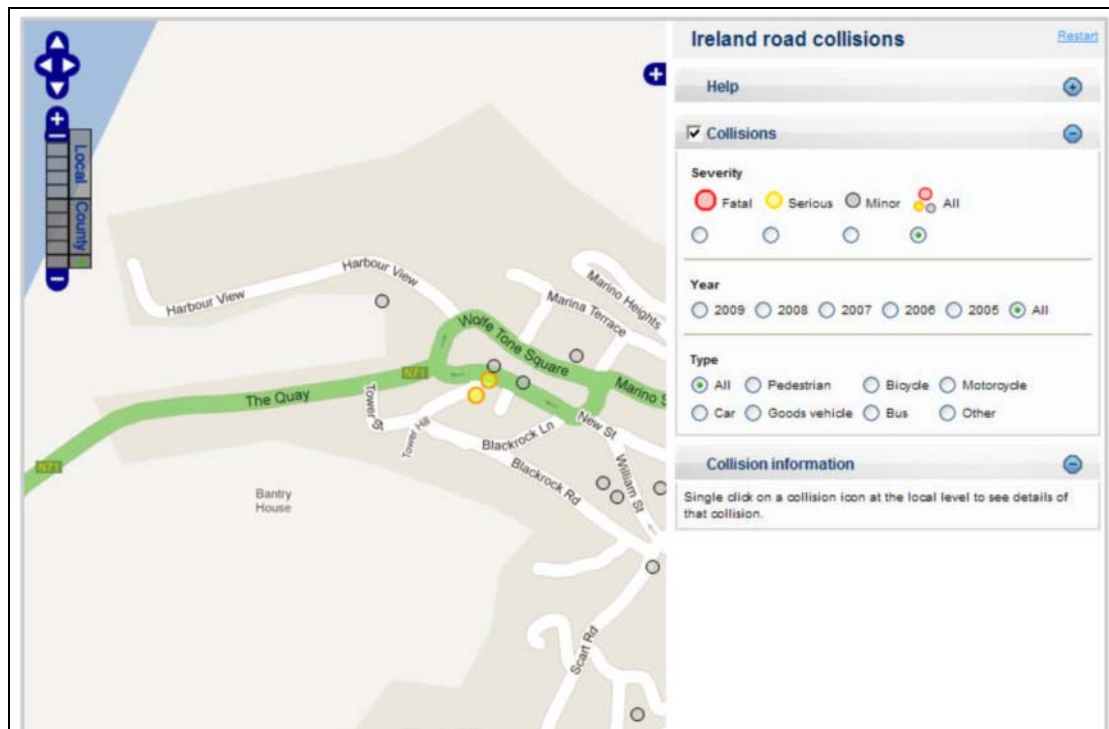 Ireland road collisions
Restart
Help
Collisions
Severity
Fatal Serious Minor All
Year
2009 2008 2007 2006 2005 All
Type
All Pedestrian Bicycle Motorcycle
Car Goods vehicle Bus Other
Collision information
Single click on a collision icon at the local level to see details of
that collision.
Local
County
Harbour View
Harbour View
Marino Heights
Marina Terrace
Wolfe Tone Square
N71
The Quay
Marino S
Tower St
Tower Hill
New St
Blackrock Ln
William St
Blackrock Rd
N71
Bantry
House
Scart Rd